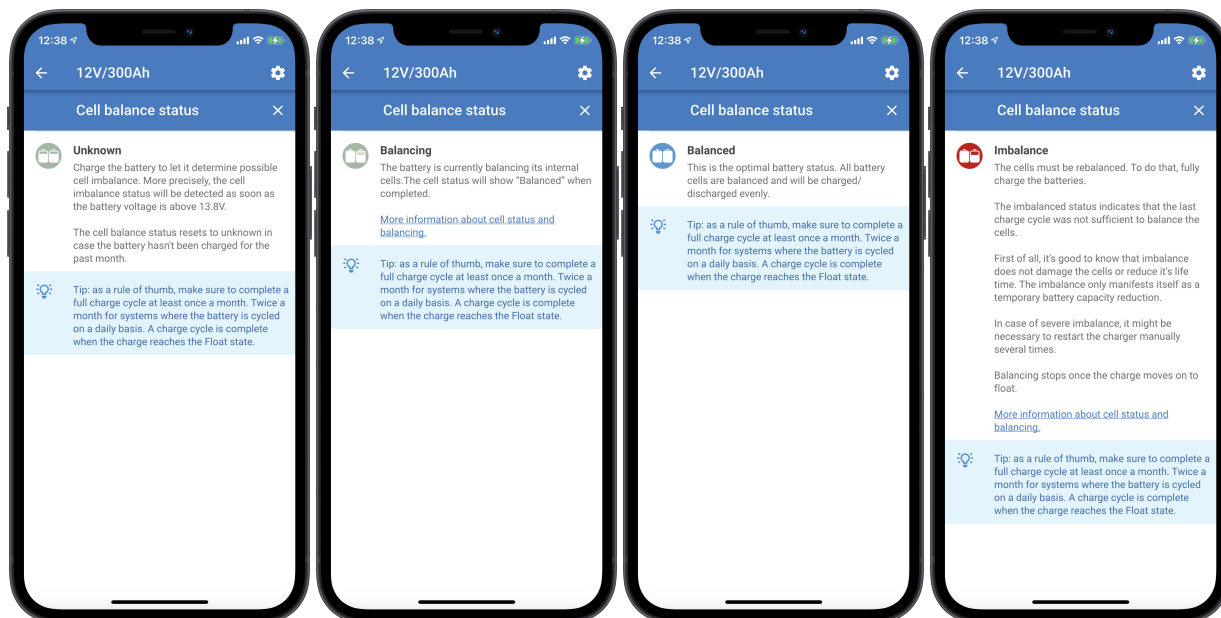 12:38
12V/300Ah
Cell balance status
Unknown
Charge the battery to let it determine possible
cell imbalance. More precisely, the cell
imbalance status will be detected as soon as
the battery voltage is above 13.8V.
The cell balance status resets to unknown in
case the battery hasn't been charged for the
past month.
Tip: as a rule of thumb, make sure to complete a
full charge cycle at least once a month. Twice a
month for systems where the battery is cycled
on a daily basis. A charge cycle is complete
when the charge reaches the Float state.
12:38
12V/300Ah
Cell balance status
Balancing
The battery is currently balancing its internal
cells.The cell status will show “Balanced” when
completed.
More information about cell status and
balancing.
Tip: as a rule of thumb, make sure to complete a
full charge cycle at least once a month. Twice a
month for systems where the battery is cycled
on a daily basis. A charge cycle is complete
when the charge reaches the Float state.
12:38
12V/300Ah
Cell balance status
Balanced
This is the optimal battery status. All battery
cells are balanced and will be charged/
discharged evenly.
Tip: as a rule of thumb, make sure to complete a
full charge cycle at least once a month. Twice a
month for systems where the battery is cycled
on a daily basis. A charge cycle is complete
when the charge reaches the Float state.
12:38
12V/300Ah
Cell balance status
Imbalance
The cells must be rebalanced. To do that, fully
charge the batteries.
The imbalanced status indicates that the last
charge cycle was not sufficient to balance the
cells.
First of all, it's good to know that imbalance
does not damage the cells or reduce it's life
time. The imbalance only manifests itself as a
temporary battery capacity reduction.
In case of severe imbalance, it might be
necessary to restart the charger manually
several times.
Balancing stops once the charge moves on to
float.
More information about cell status and
balancing.
Tip: as a rule of thumb, make sure to complete a
full charge cycle at least once a month. Twice a
month for systems where the battery is cycled
on a daily basis. A charge cycle is complete
when the charge reaches the Float state.